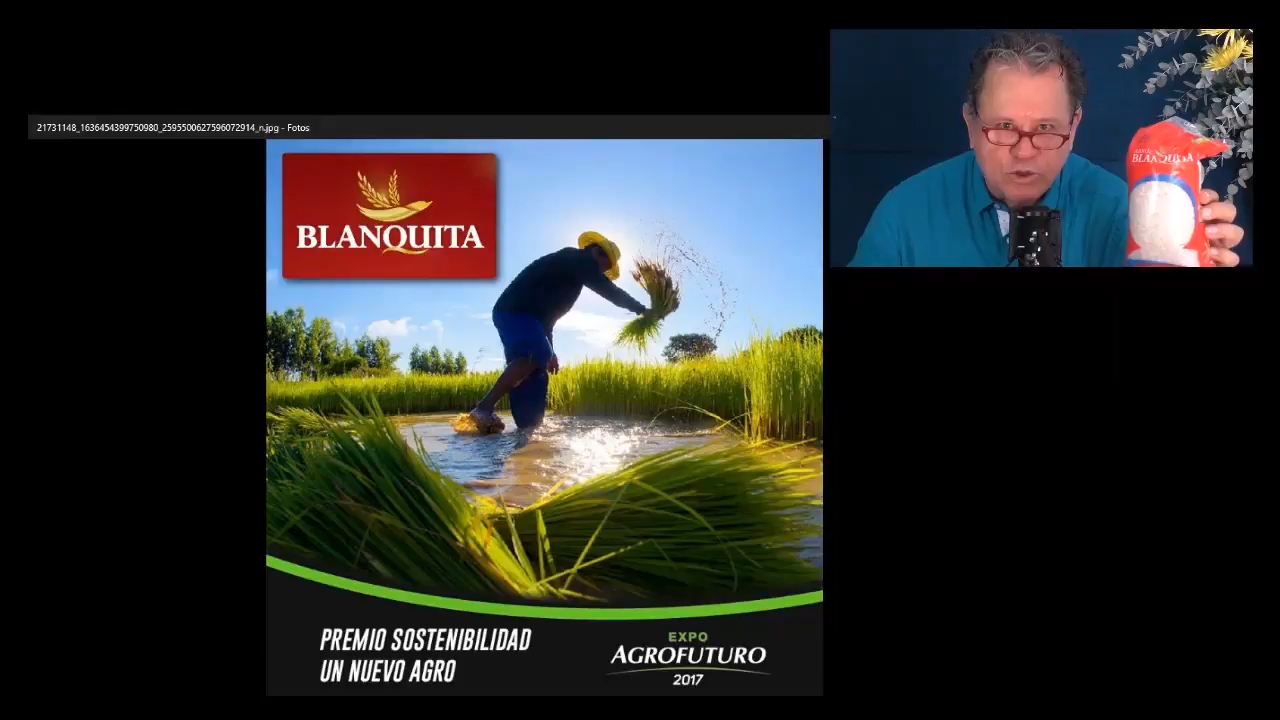 21731148_1636454399750980_2595500627596072914_n.jpg - Fotos
BLANQUITA
BLANQUITA
PREMIO SOSTENIBILIDAD
UN NUEVO AGRO
EXPO
AGROFUTURO
2017